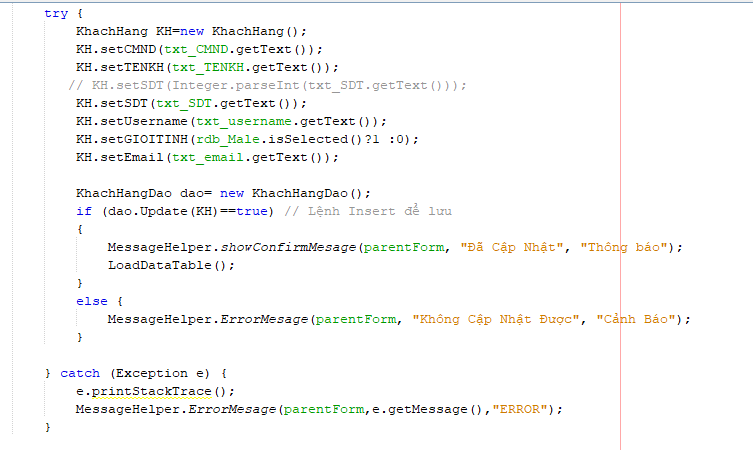 try {
KhachHang KH=new KhachHang();
KH.setCMND(txt_CMND.getText());
KH.setTENKH(txt_TENKH.getText());
// KH.setSDT(Integer.parseInt(txt_SDT.getText()));
KH.setSDT(txt_SDT.getText());
KH.setUsername(txt_username.getText());
KH.setGIOITINH(rdb_Male.isSelected()?1 :0);
KH.setEmail(txt_email.getText());
KhachHangDao dao= new KhachHangDao();
if (dao.Update(KH)==true) // Lệnh Insert để lưu
{
MessageHelper.showConfirmMesage(parentForm, "Đã Cập Nhật", "Thông báo");
LoadDataTable();
}
else {
MessageHelper.ErrorMesage(parentForm, "Không Cập Nhật Được", "Cảnh Báo");
}
} catch (Exception e) {
e.printStackTrace();
MessageHelper.ErrorMesage(parentForm,e.getMessage(),"ERROR");
}